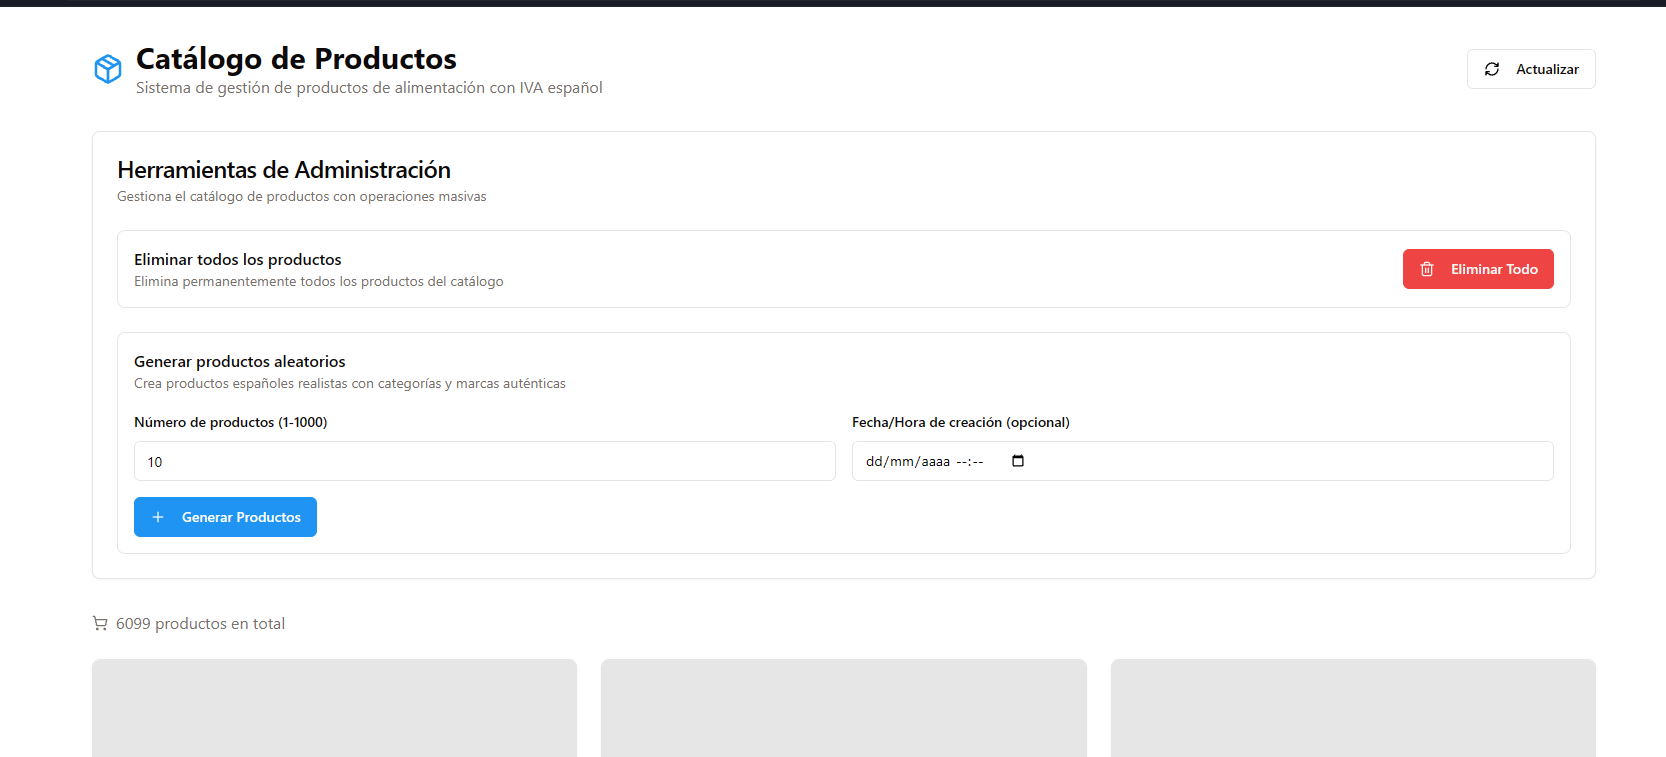 Catálogo de Productos
Sistema de gestión de productos de alimentación con IVA español
Actualizar
Herramientas de Administración
Gestiona el catálogo de productos con operaciones masivas
Eliminar todos los productos
Elimina permanentemente todos los productos del catálogo
Eliminar Todo
Generar productos aleatorios
Crea productos españoles realistas con categorías y marcas auténticas
Número de productos (1-1000)
Fecha/Hora de creación (opcional)
10
dd/mm/aaaa --:--
Generar Productos
6099 productos en total